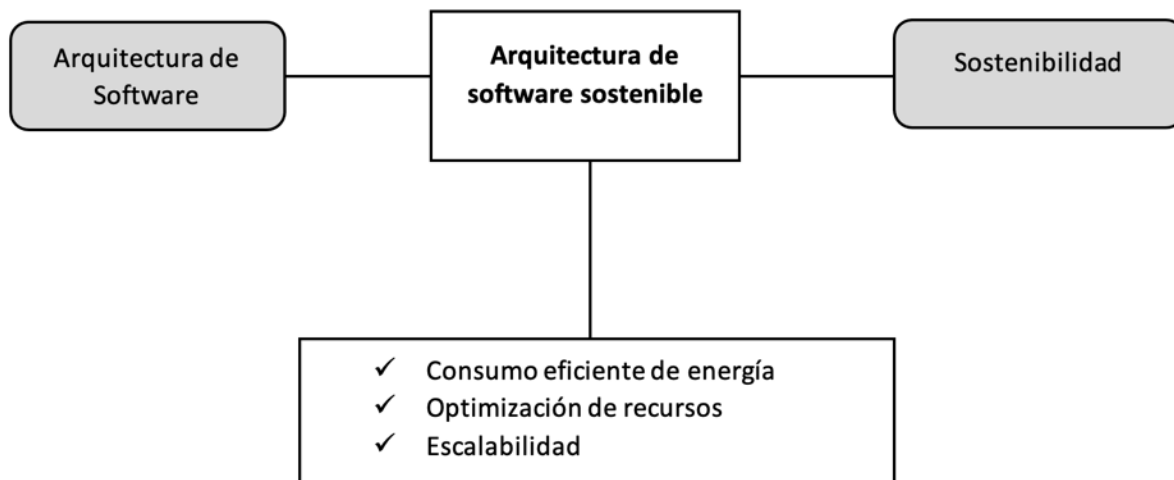 Arquitectura de
Software
Arquitectura de
software sostenible
Sostenibilidad
✓ Consumo eficiente de energía
✓ Optimización de recursos
✓ Escalabilidad